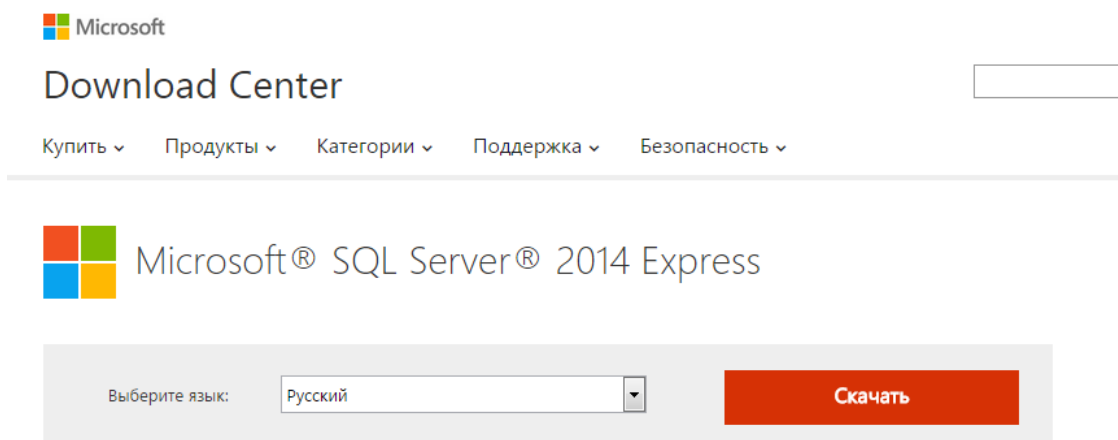 Microsoft
Download Center
Купить Продукты Категории Поддержка Безопасность
Microsoft® SQL Server® 2014 Express
Выберите язык: Русский Скачать